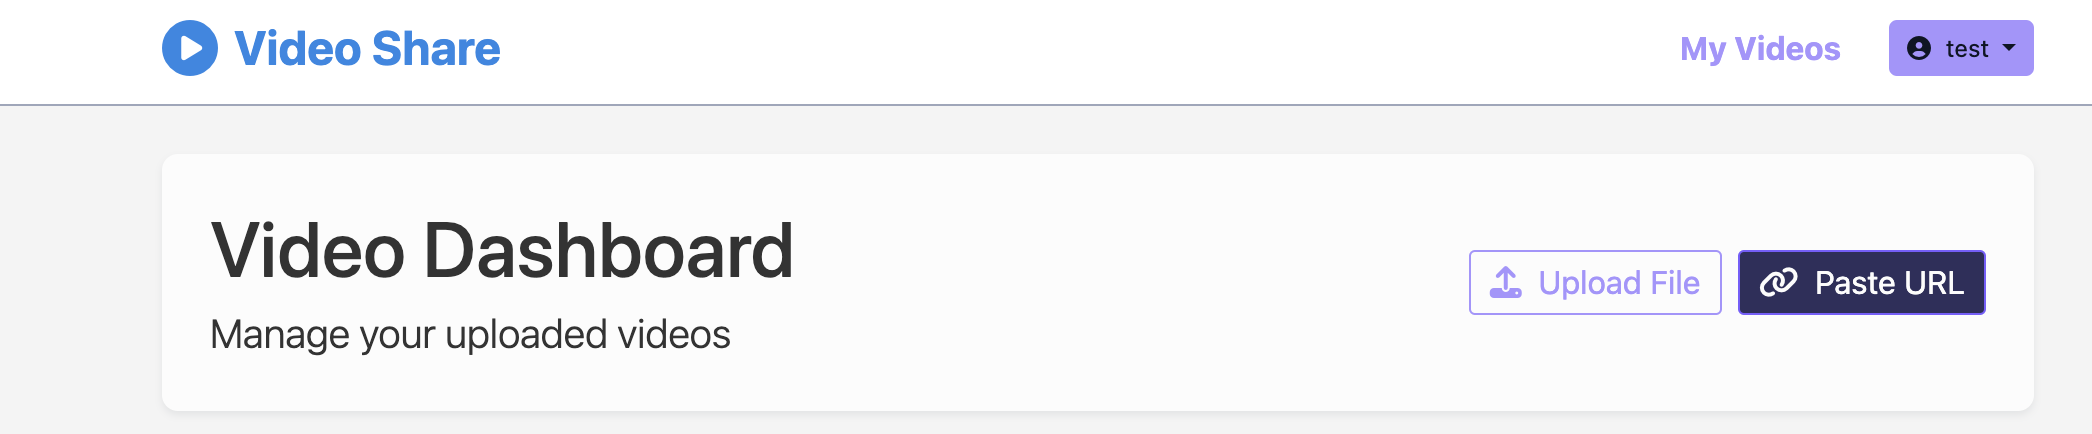 Video Share
My Videos
test
Video Dashboard
Manage your uploaded videos
Upload File
Paste URL